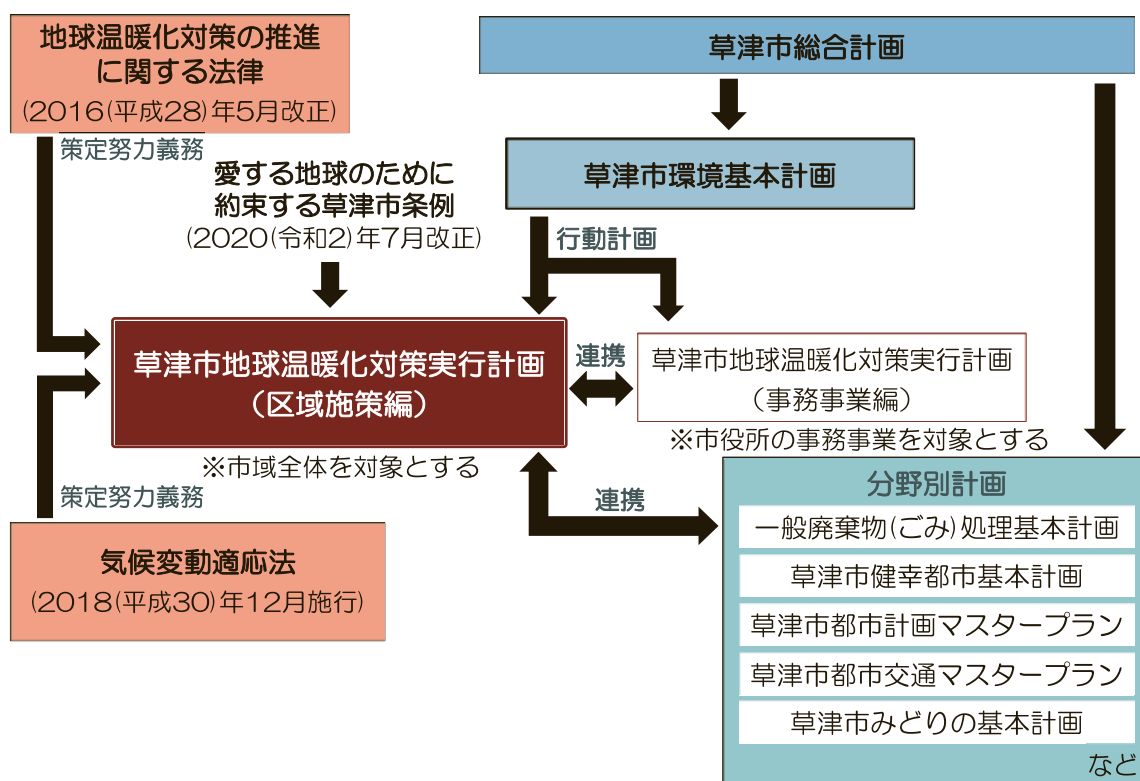 地球温暖化対策の推進
に関する法律
(2016(平成28)年5月改正)
策定努力義務
草津市総合計画
草津市環境基本計画
行動計画
愛する地球のために
約束する草津市条例
(2020(令和2)年7月改正)
草津市地球温暖化対策実行計画
(区域施策編)
※市域全体を対象とする
連携
草津市地球温暖化対策実行計画
(事務事業編)
※市役所の事務事業を対象とする
連携
策定努力義務
気候変動適応法
(2018(平成30)年12月施行)
分野別計画
一般廃棄物(ごみ)処理基本計画
草津市健幸都市基本計画
草津市都市計画マスタープラン
草津市都市交通マスタープラン
草津市みどりの基本計画
など